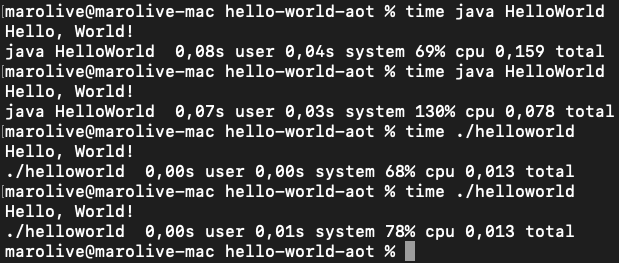 [marolive@marolive-mac hello-world-aot % time java HelloWorld
Hello, World!
java HelloWorld  0,08s user 0,04s system 69% cpu 0,159 total
[marolive@marolive-mac hello-world-aot % time java HelloWorld
Hello, World!
java HelloWorld  0,07s user 0,03s system 130% cpu 0,078 total
[marolive@marolive-mac hello-world-aot % time ./helloworld
Hello, World!
./helloworld  0,00s user 0,00s system 68% cpu 0,013 total
[marolive@marolive-mac hello-world-aot % time ./helloworld
Hello, World!
./helloworld  0,00s user 0,01s system 78% cpu 0,013 total
marolive@marolive-mac hello-world-aot %